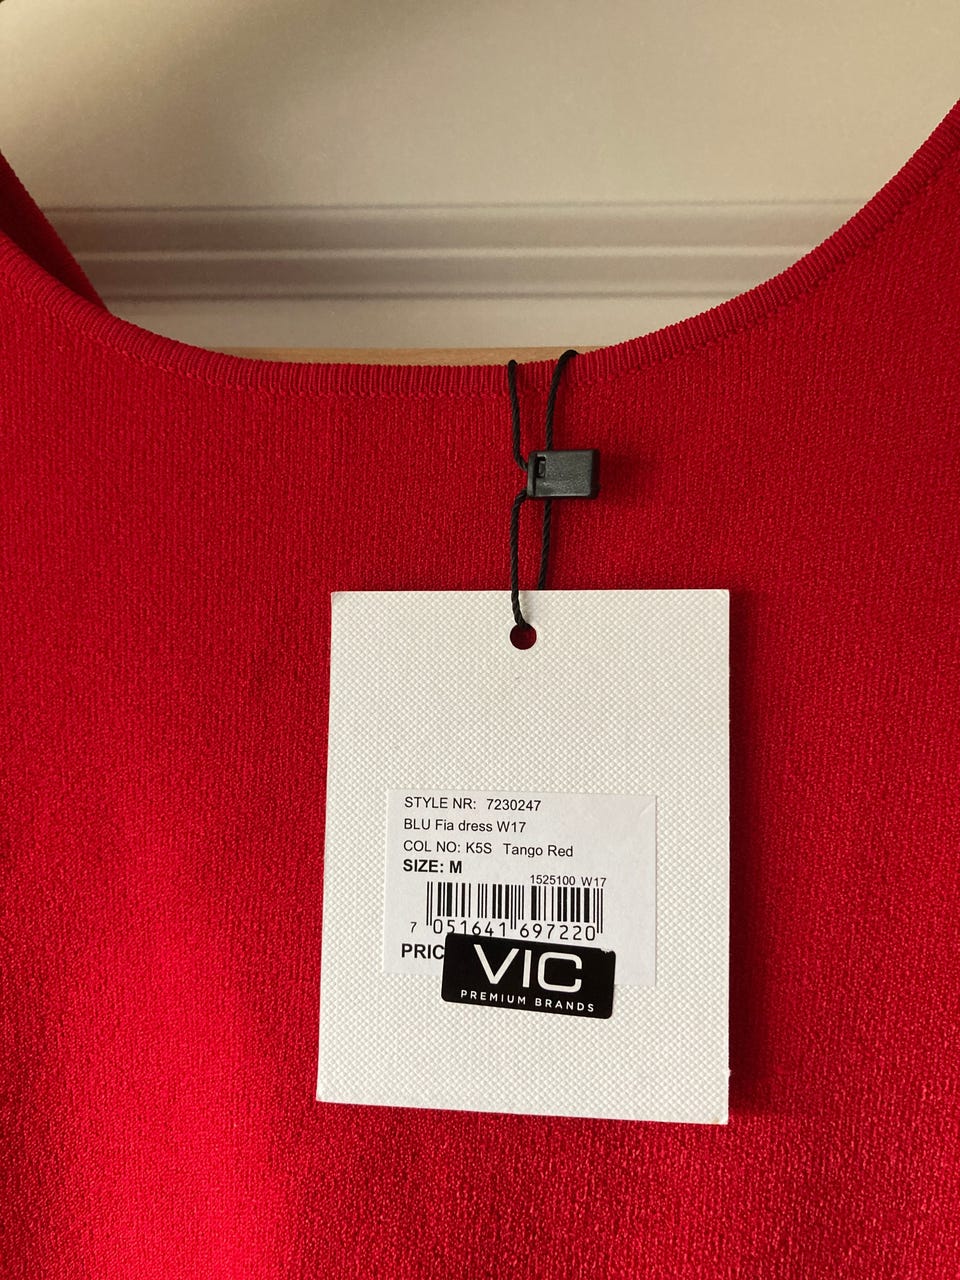 STYLE NR: 7230247
BLU Fia dress W17
COL NO: K5S Tango Red
SIZE: M
1525100 W17
7 051641 697220
PRIC
VIC
PREMIUM BRANDS